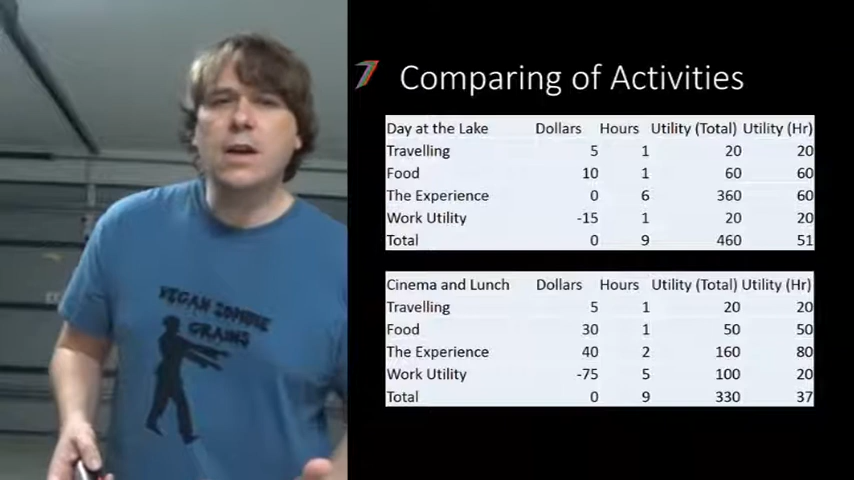 Comparing of Activities
Day at the Lake Dollars Hours Utility (Total) Utility (Hr)
Travelling 5 1 20 20
Food 10 1 60 60
The Experience 0 6 360 60
Work Utility -15 1 20 20
Total 0 9 460 51
Cinema and Lunch Dollars Hours Utility (Total) Utility (Hr)
Travelling 5 1 20 20
Food 30 1 50 50
The Experience 40 2 160 80
Work Utility -75 5 100 20
Total 0 9 330 37
VEGAN ZOMBIE
GRAINS